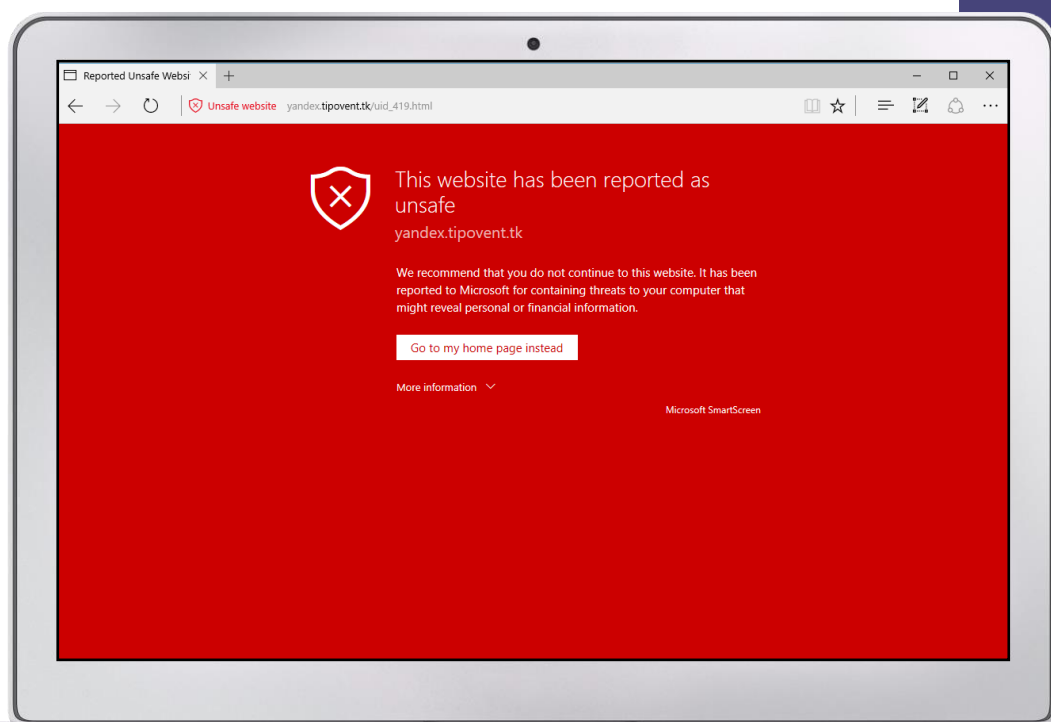 Reported Unsafe Websi
Unsafe website yandex.tipovent.tk/uid_419.html
This website has been reported as
unsafe
yandex.tipovent.tk
We recommend that you do not continue to this website. It has been
reported to Microsoft for containing threats to your computer that
might reveal personal or financial information.
Go to my home page instead
More information
Microsoft SmartScreen